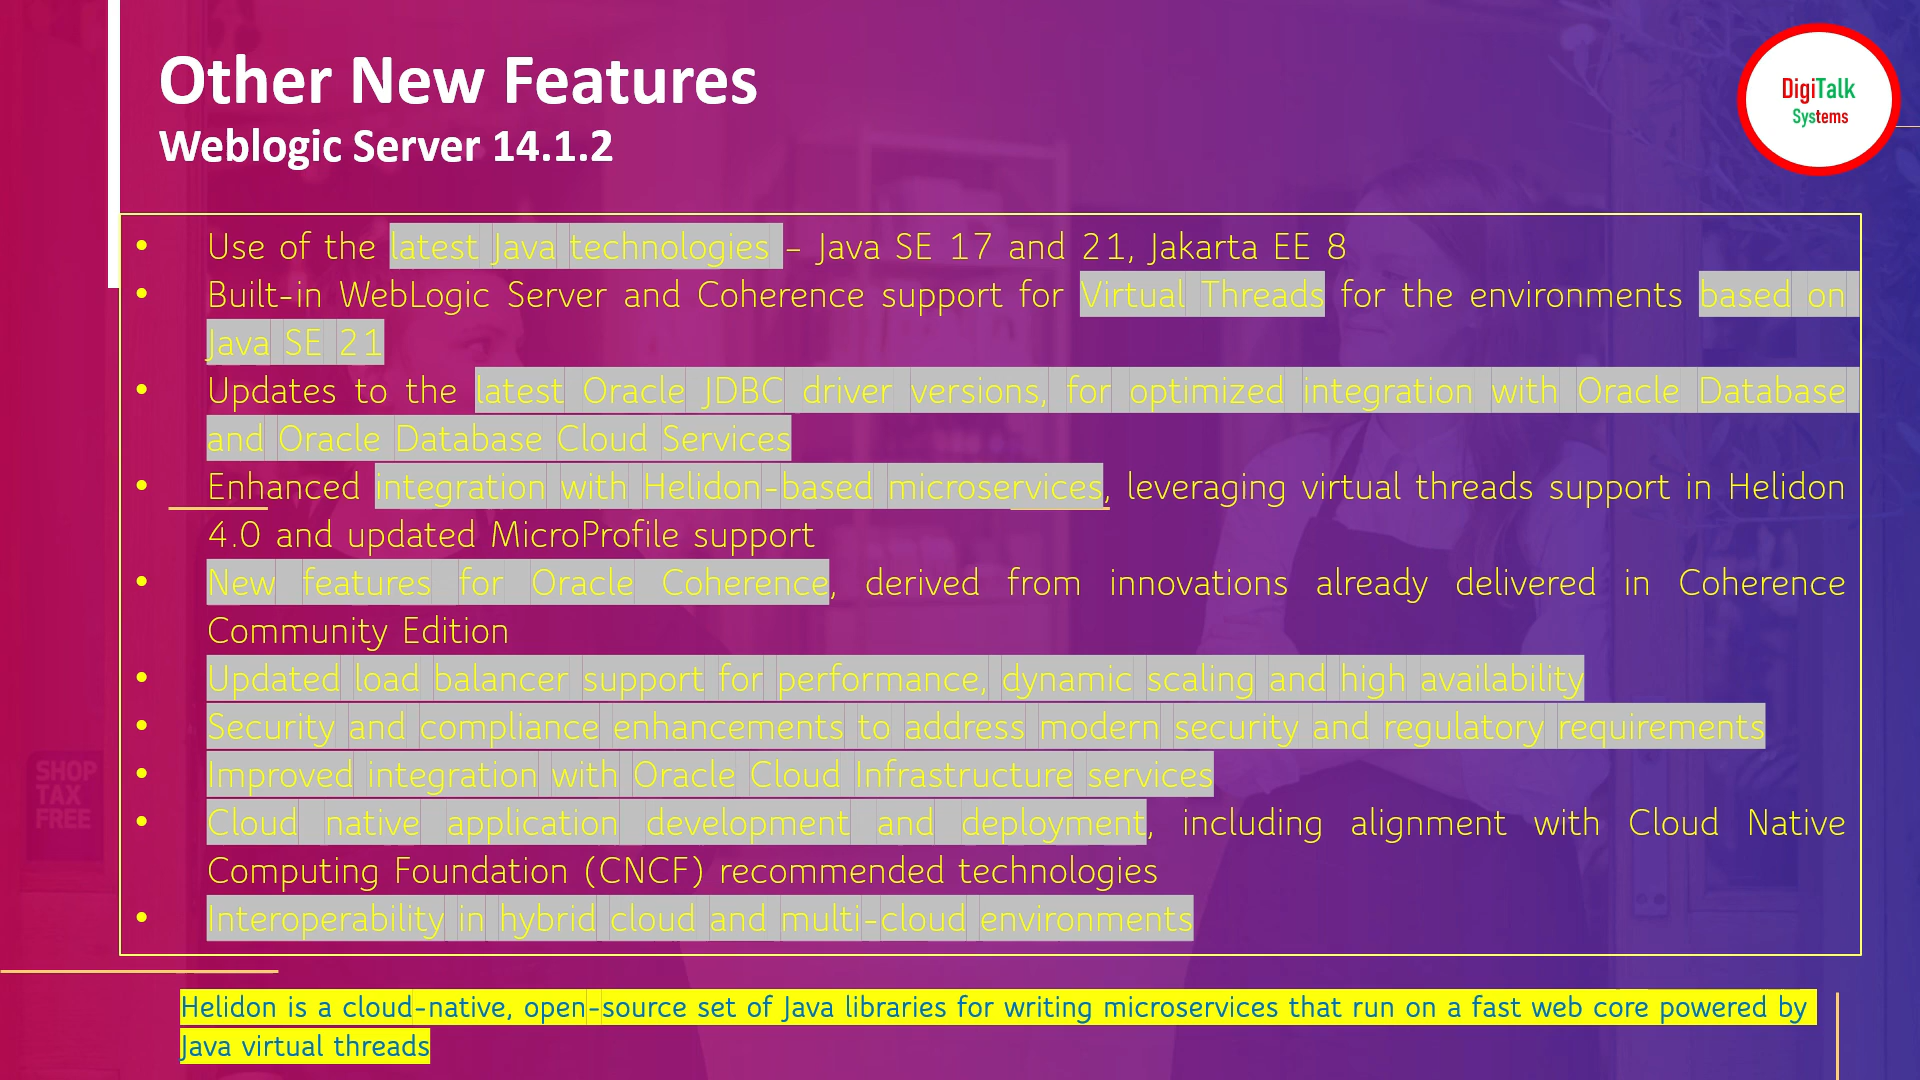 Other New Features
Weblogic Server 14.1.2
DigiTalk
Systems
• Use of the latest Java technologies – Java SE 17 and 21, Jakarta EE 8
• Built-in WebLogic Server and Coherence support for Virtual Threads for the environments based on
Java SE 21
• Updates to the latest Oracle JDBC driver versions, for optimized integration with Oracle Database
and Oracle Database Cloud Services
• Enhanced integration with Helidon-based microservices, leveraging virtual threads support in Helidon
4.0 and updated MicroProfile support
• New features for Oracle Coherence, derived from innovations already delivered in Coherence
Community Edition
• Updated load balancer support for performance, dynamic scaling and high availability
• Security and compliance enhancements to address modern security and regulatory requirements
• Improved integration with Oracle Cloud Infrastructure services
• Cloud native application development and deployment, including alignment with Cloud Native
Computing Foundation (CNCF) recommended technologies
• Interoperability in hybrid cloud and multi-cloud environments
SHOP
TAX
FREE
Helidon is a cloud-native, open-source set of Java libraries for writing microservices that run on a fast web core powered by
Java virtual threads